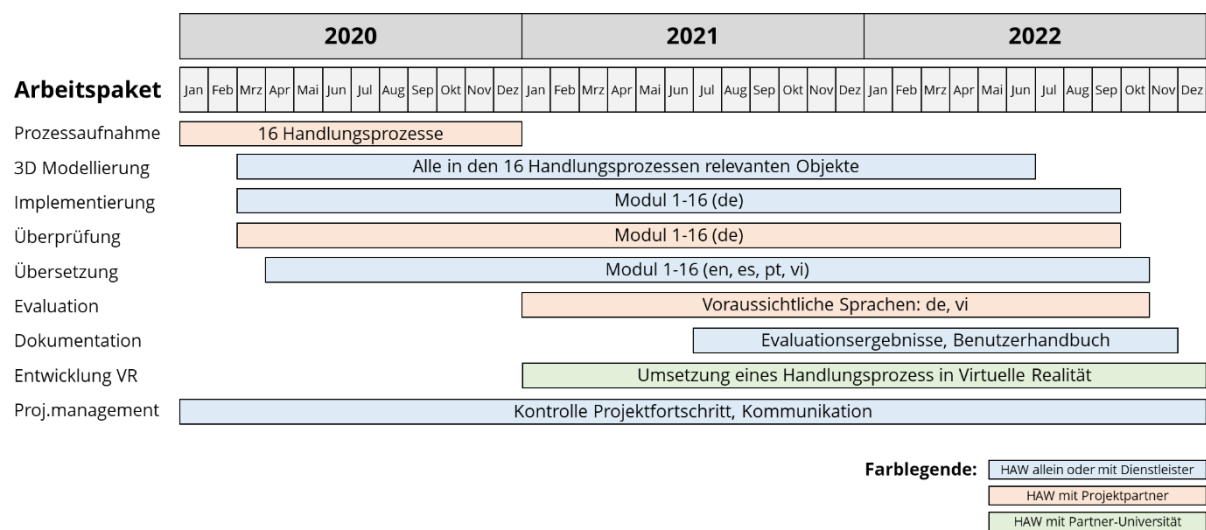 2020 2021 2022
Arbeitspaket Jan Feb Mrz Apr Mai Jun Jul Aug Sep Okt Nov Dez Jan Feb Mrz Apr Mai Jun Jul Aug Sep Okt Nov Dez Jan Feb Mrz Apr Mai Jun Jul Aug Sep Okt Nov Dez
Prozessaufnahme 16 Handlungsprozesse
3D Modellierung Alle in den 16 Handlungsprozessen relevanten Objekte
Implementierung Modul 1-16 (de)
Überprüfung Modul 1-16 (de)
Übersetzung Modul 1-16 (en, es, pt, vi)
Evaluation Voraussichtliche Sprachen: de, vi
Dokumentation Evaluationsergebnisse, Benutzerhandbuch
Entwicklung VR Umsetzung eines Handlungsprozess in Virtuelle Realität
Proj.management Kontrolle Projektfortschritt, Kommunikation
Farblegende: HAW allein oder mit Dienstleister
HAW mit Projektpartner
HAW mit Partner-Universität